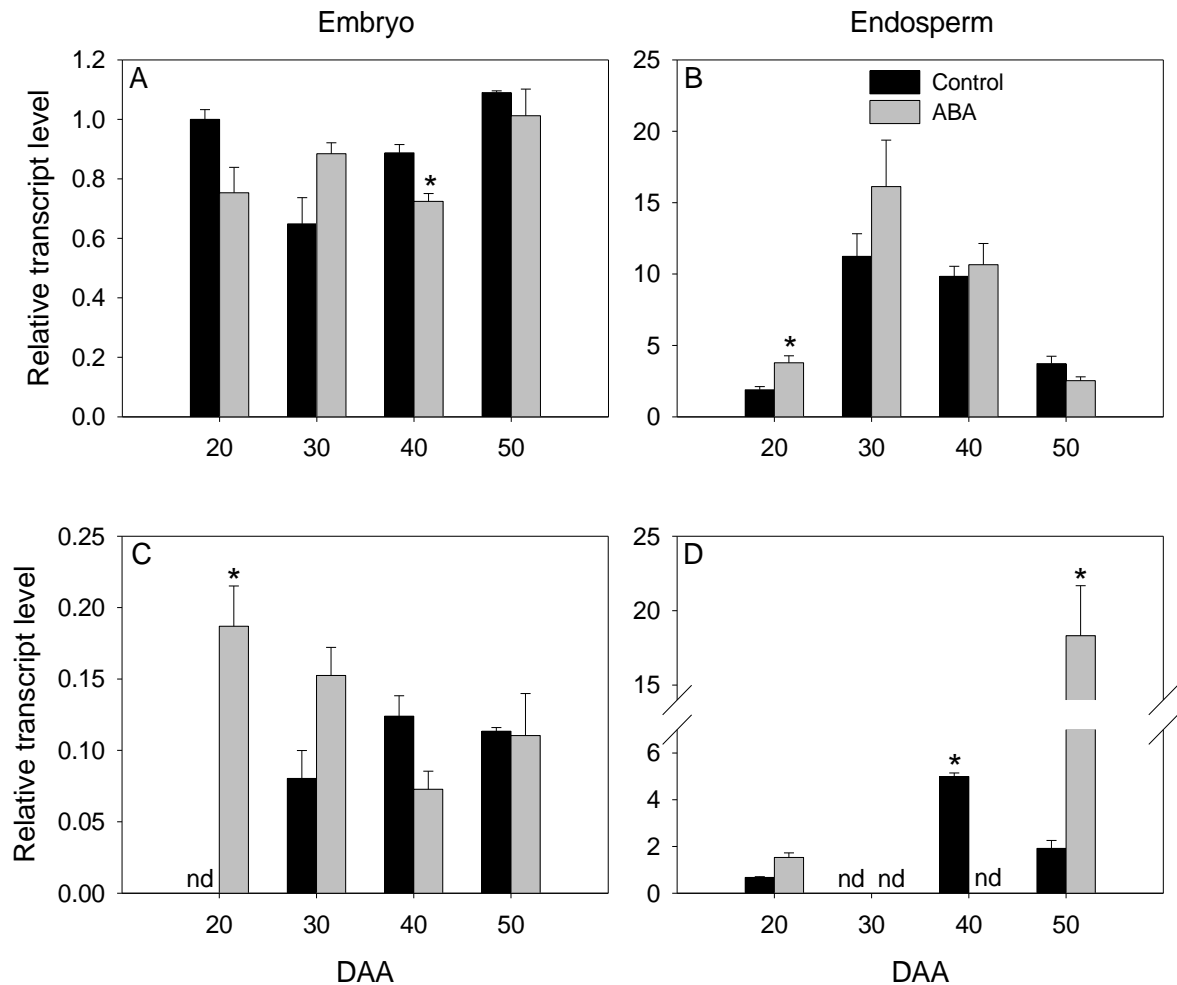 Embryo
Endosperm
A
Relative transcript level
1.2
1.0
0.8
0.6
0.4
0.2
0.0
*
20 30 40 50
B
Control
ABA
25
20
15
10
5
0
*
20 30 40 50
C
Relative transcript level
0.25
0.20
0.15
0.10
0.05
0.00
*
nd
20 30 40 50
DAA
D
25
20
15
6
4
2
0
*
*
nd nd nd
20 30 40 50
DAA